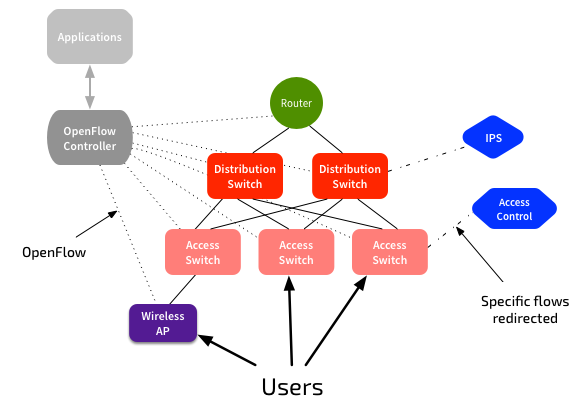 Applications
OpenFlow
Controller
Router
IPS
Distribution
Switch
Distribution
Switch
Access
Control
Access
Switch
Access
Switch
Access
Switch
OpenFlow
Specific flows
redirected
Wireless
AP
Users